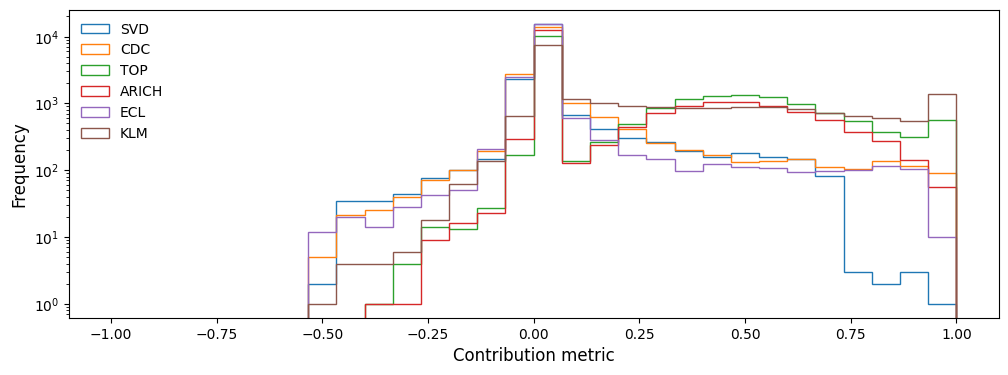 SVD
CDC
TOP
ARICH
ECL
KLM
Frequency
10⁴
10³
10²
10¹
10⁰
−1.00 −0.75 −0.50 −0.25 0.00 0.25 0.50 0.75 1.00
Contribution metric